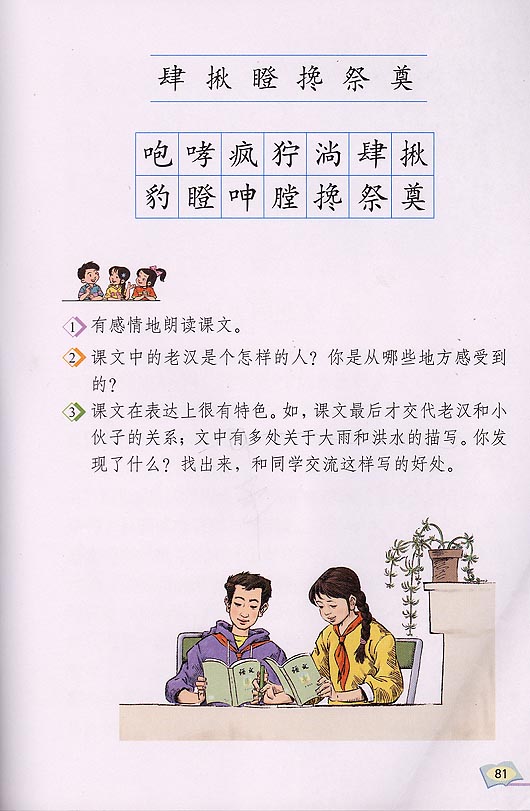 肆 揪 瞪 搀 祭 奠
咆 哮 疯 狞 淌 肆 揪
豹 瞪 呻 膛 搀 祭 奠
1 有感情地朗读课文。
2 课文中的老汉是个怎样的人？你是从哪些地方感受到
的？
3 课文在表达上很有特色。如，课文最后才交代老汉和小
伙子的关系；文中有多处关于大雨和洪水的描写。你发
现了什么？找出来，和同学交流这样写的好处。
语文
语文
81